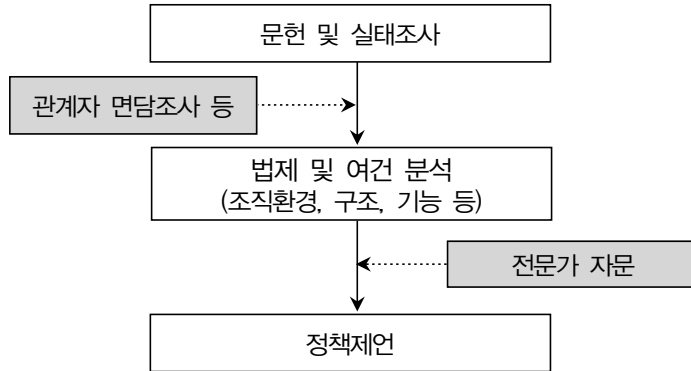 문헌 및 실태조사
관계자 면담조사 등
법제 및 여건 분석
(조직환경, 구조, 기능 등)
전문가 자문
정책제언